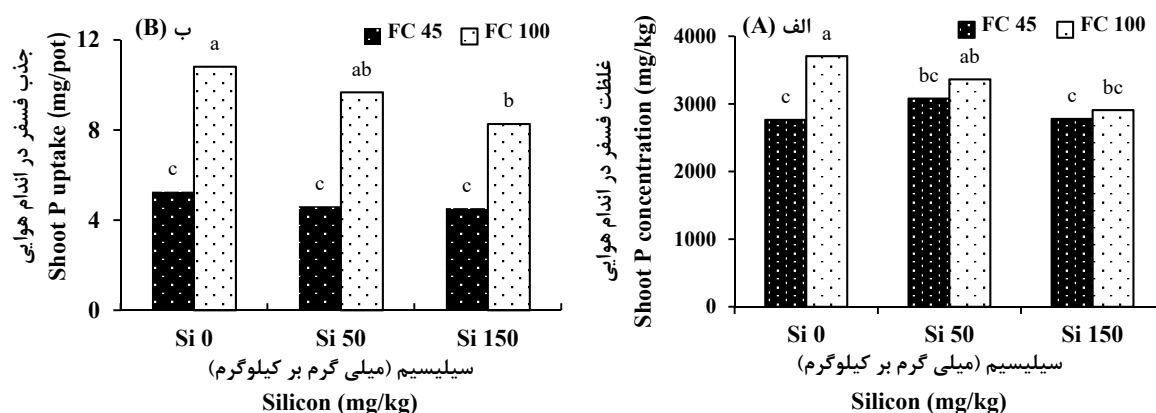 ب (B)
FC 45 FC 100
جذب فسفر در اندام هوایی
Shoot P uptake (mg/pot)
12
8
4
0
a
ab
b
c
c
c
Si 0 Si 50 Si 150
سیلیسیم (میلی گرم بر کیلوگرم)
Silicon (mg/kg)
الف (A)
FC 45 FC 100
غلظت فسفر در اندام هوایی
Shoot P concentration (mg/kg)
4000
3000
2000
1000
0
a
ab
c
bc
c
bc
Si 0 Si 50 Si 150
سیلیسیم (میلی گرم بر کیلوگرم)
Silicon (mg/kg)